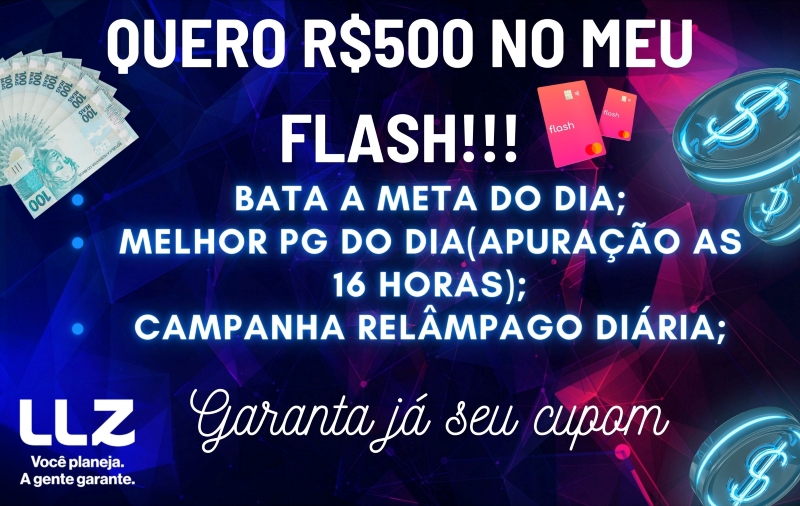 QUERO R$500 NO MEU
FLASH!!!
flash
flash
• BATA A META DO DIA;
• MELHOR PG DO DIA(APURAÇÃO AS
16 HORAS);
• CAMPANHA RELÂMPAGO DIÁRIA;
Garanta já seu cupom
LLZ
Você planeja.
A gente garante.